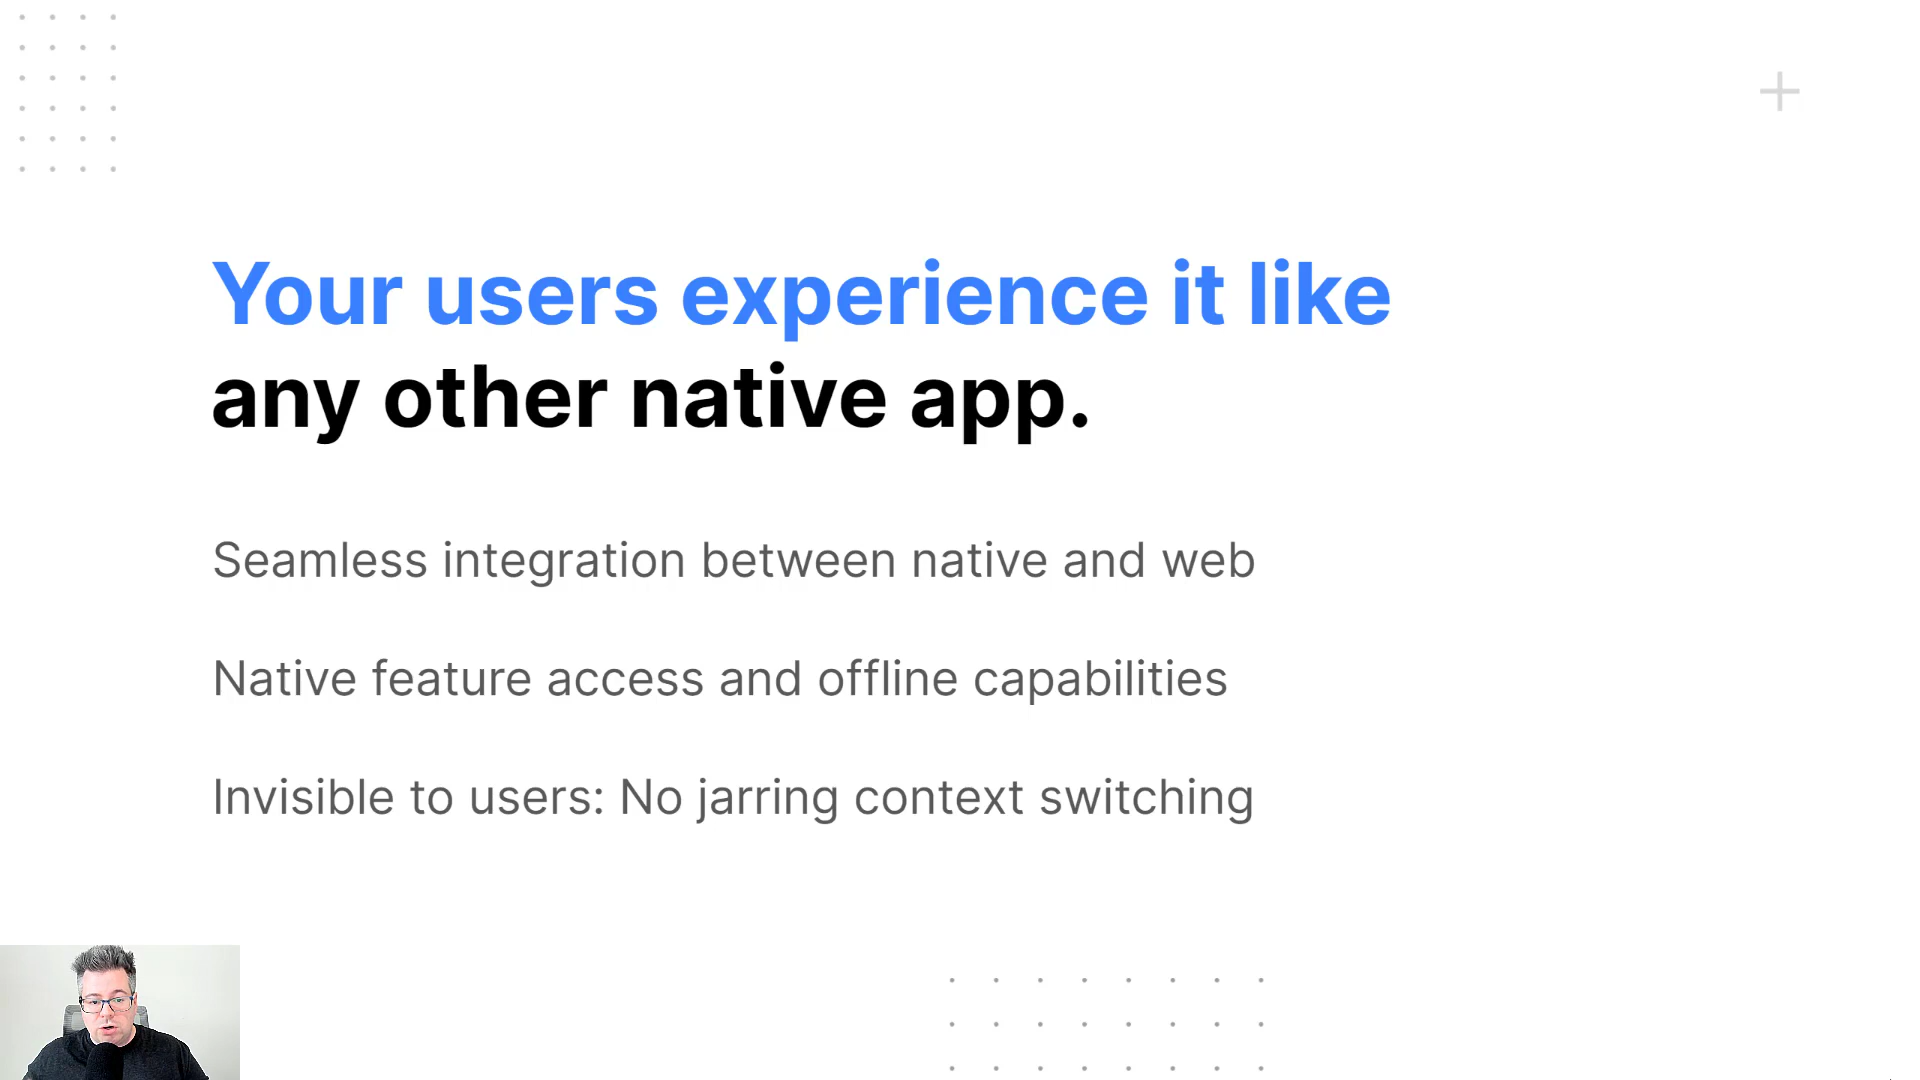 Your users experience it like
any other native app.
Seamless integration between native and web
Native feature access and offline capabilities
Invisible to users: No jarring context switching